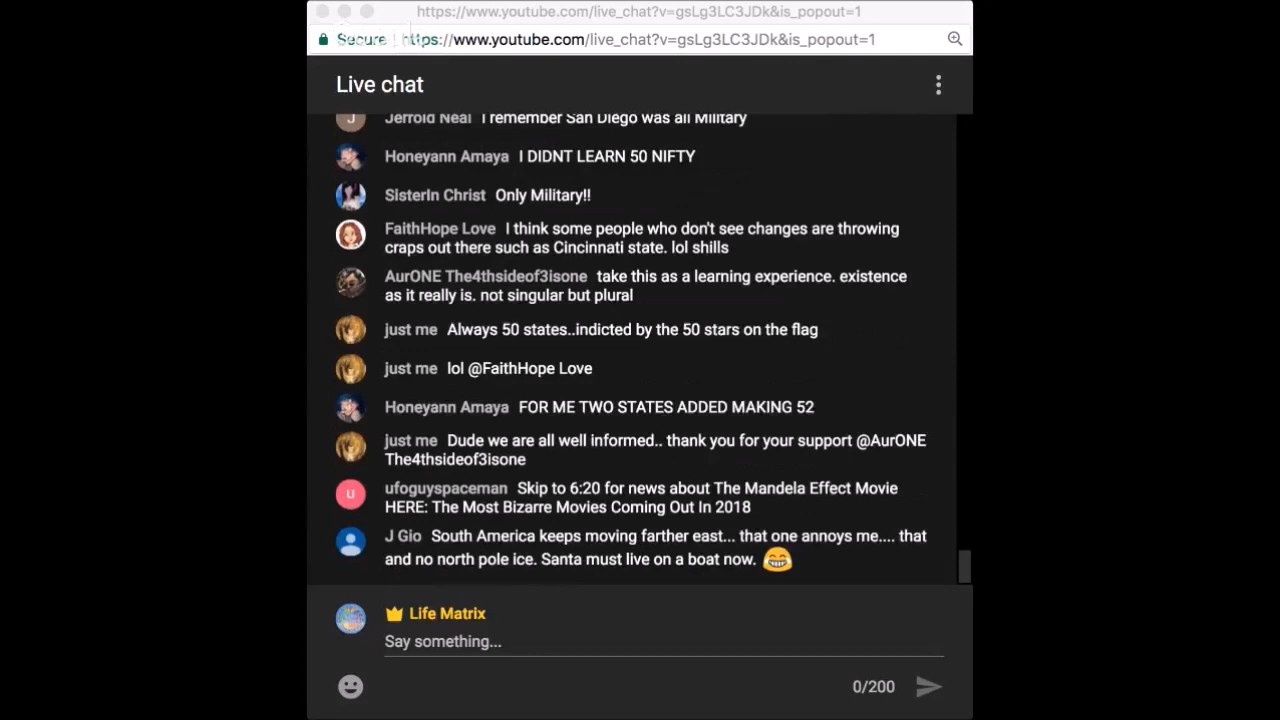 https://www.youtube.com/live_chat?v=gsLg3LC3JDk&is_popout=1
Secure https://www.youtube.com/live_chat?v=gsLg3LC3JDk&is_popout=1
Live chat
J Jerrold Neal I remember San Diego was all Military
Honeyann Amaya I DIDNT LEARN 50 NIFTY
SisterIn Christ Only Military!!
FaithHope Love I think some people who don't see changes are throwing
craps out there such as Cincinnati state. lol shills
AurONE The4thsideof3isone take this as a learning experience. existence
as it really is. not singular but plural
just me Always 50 states..indicted by the 50 stars on the flag
just me lol @FaithHope Love
Honeyann Amaya FOR ME TWO STATES ADDED MAKING 52
just me Dude we are all well informed.. thank you for your support @AurONE
The4thsideof3isone
U ufoguyspaceman Skip to 6:20 for news about The Mandela Effect Movie
HERE: The Most Bizarre Movies Coming Out In 2018
J Gio South America keeps moving farther east... that one annoys me.... that
and no north pole ice. Santa must live on a boat now. 😂
Life Matrix
Say something...
0/200